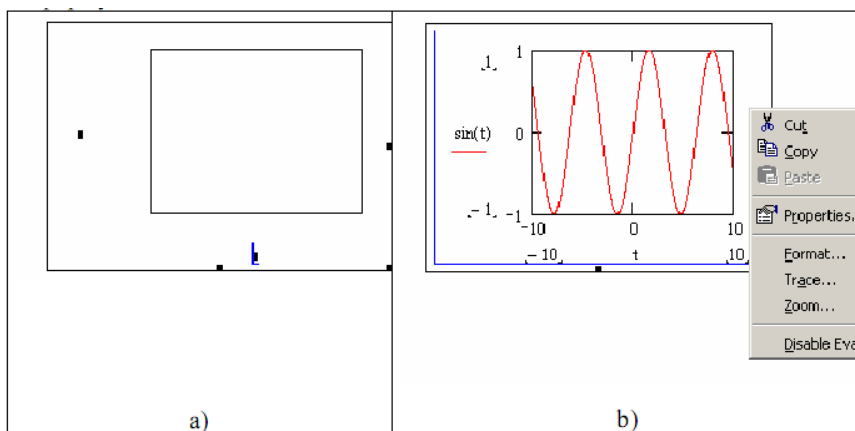 1
1
sin(t)
0
-1
-1
-10
0
10
-10
t
10
Cut
Copy
Paste
Properties.
Format...
Trace...
Zoom...
Disable Eva
a)
b)